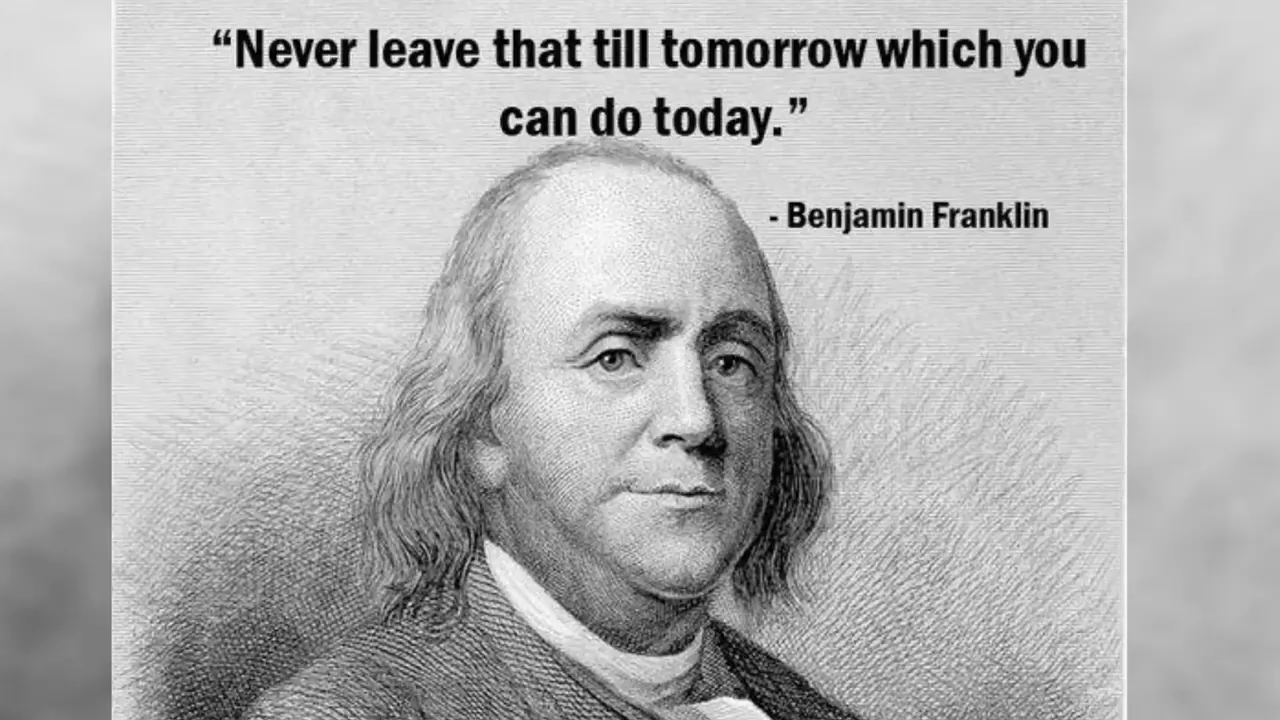 “Never leave that till tomorrow which you
can do today.”
- Benjamin Franklin